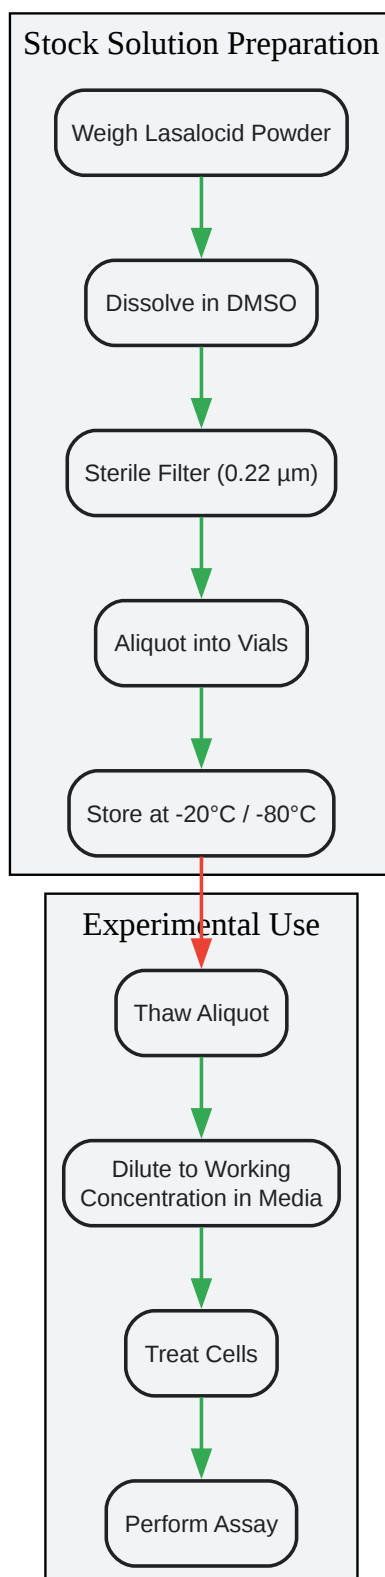 Stock Solution Preparation
Weigh Lasalocid Powder
Dissolve in DMSO
Sterile Filter (0.22 µm)
Aliquot into Vials
Store at -20°C / -80°C
Experimental Use
Thaw Aliquot
Dilute to Working
Concentration in Media
Treat Cells
Perform Assay